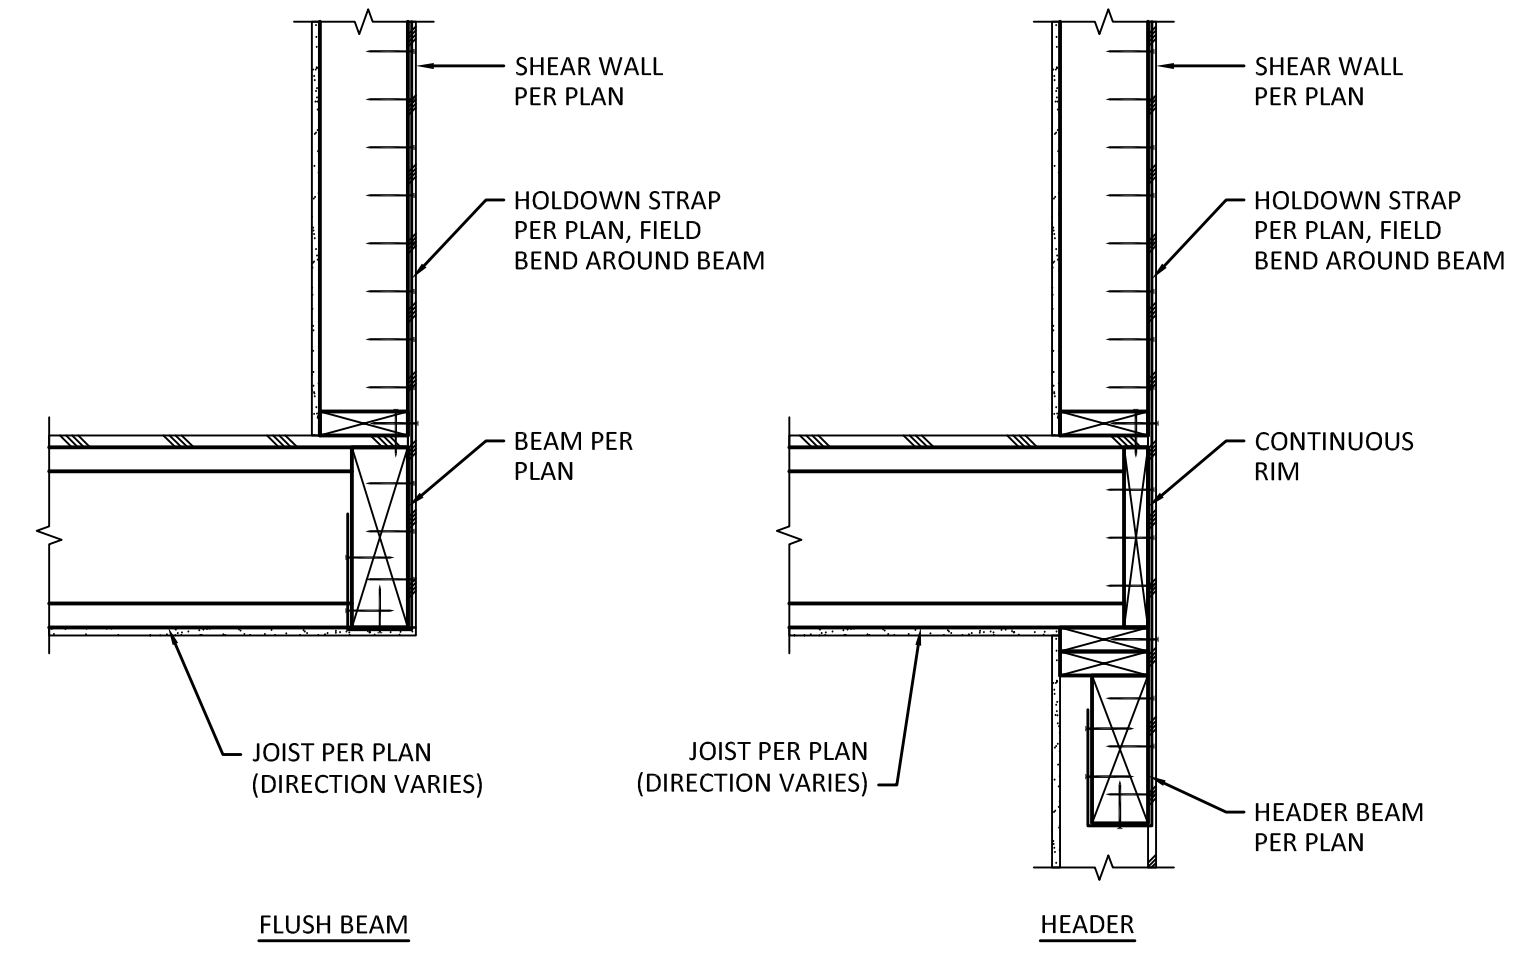 SHEAR WALL
PER PLAN
HOLDOWN STRAP
PER PLAN, FIELD
BEND AROUND BEAM
BEAM PER
PLAN
JOIST PER PLAN
(DIRECTION VARIES)
FLUSH BEAM
SHEAR WALL
PER PLAN
HOLDOWN STRAP
PER PLAN, FIELD
BEND AROUND BEAM
CONTINUOUS
RIM
JOIST PER PLAN
(DIRECTION VARIES)
HEADER BEAM
PER PLAN
HEADER